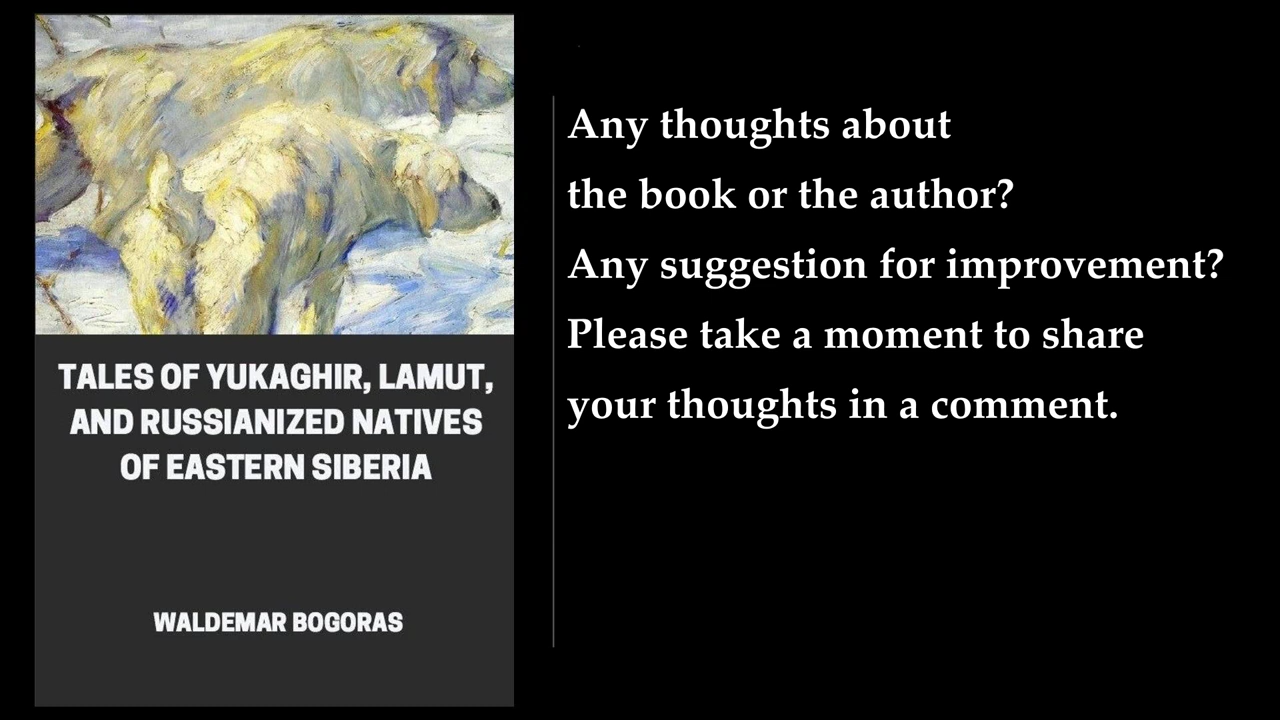 TALES OF YUKAGHIR, LAMUT,
AND RUSSIANIZED NATIVES
OF EASTERN SIBERIA
WALDEMAR BOGORAS
Any thoughts about
the book or the author?
Any suggestion for improvement?
Please take a moment to share
your thoughts in a comment.